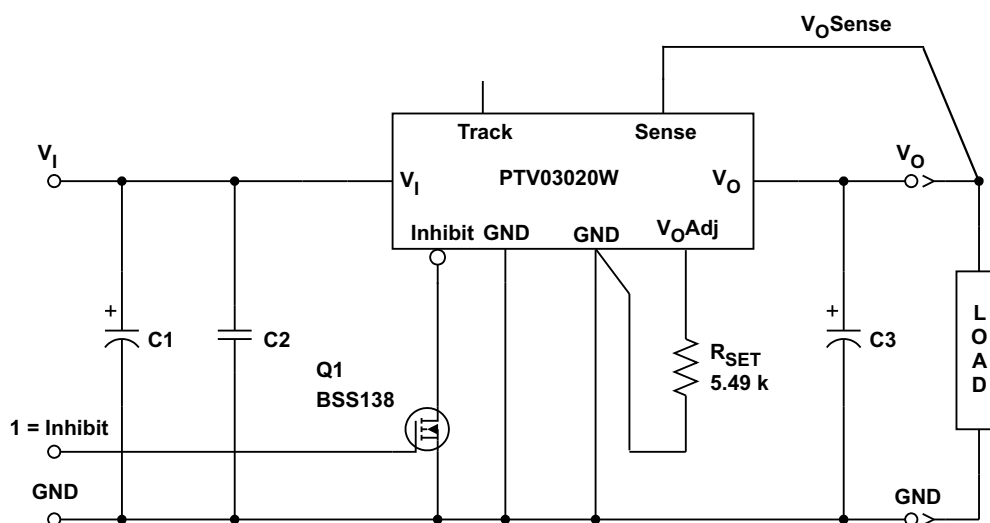 VOSense
Track
Sense
VI
VO
VI
PTV03020W
VO
Inhibit
GND
GND
VOAdj
+
C1
C2
+
C3
L
O
A
D
RSET
5.49 k
Q1
BSS138
1 = Inhibit
GND
GND